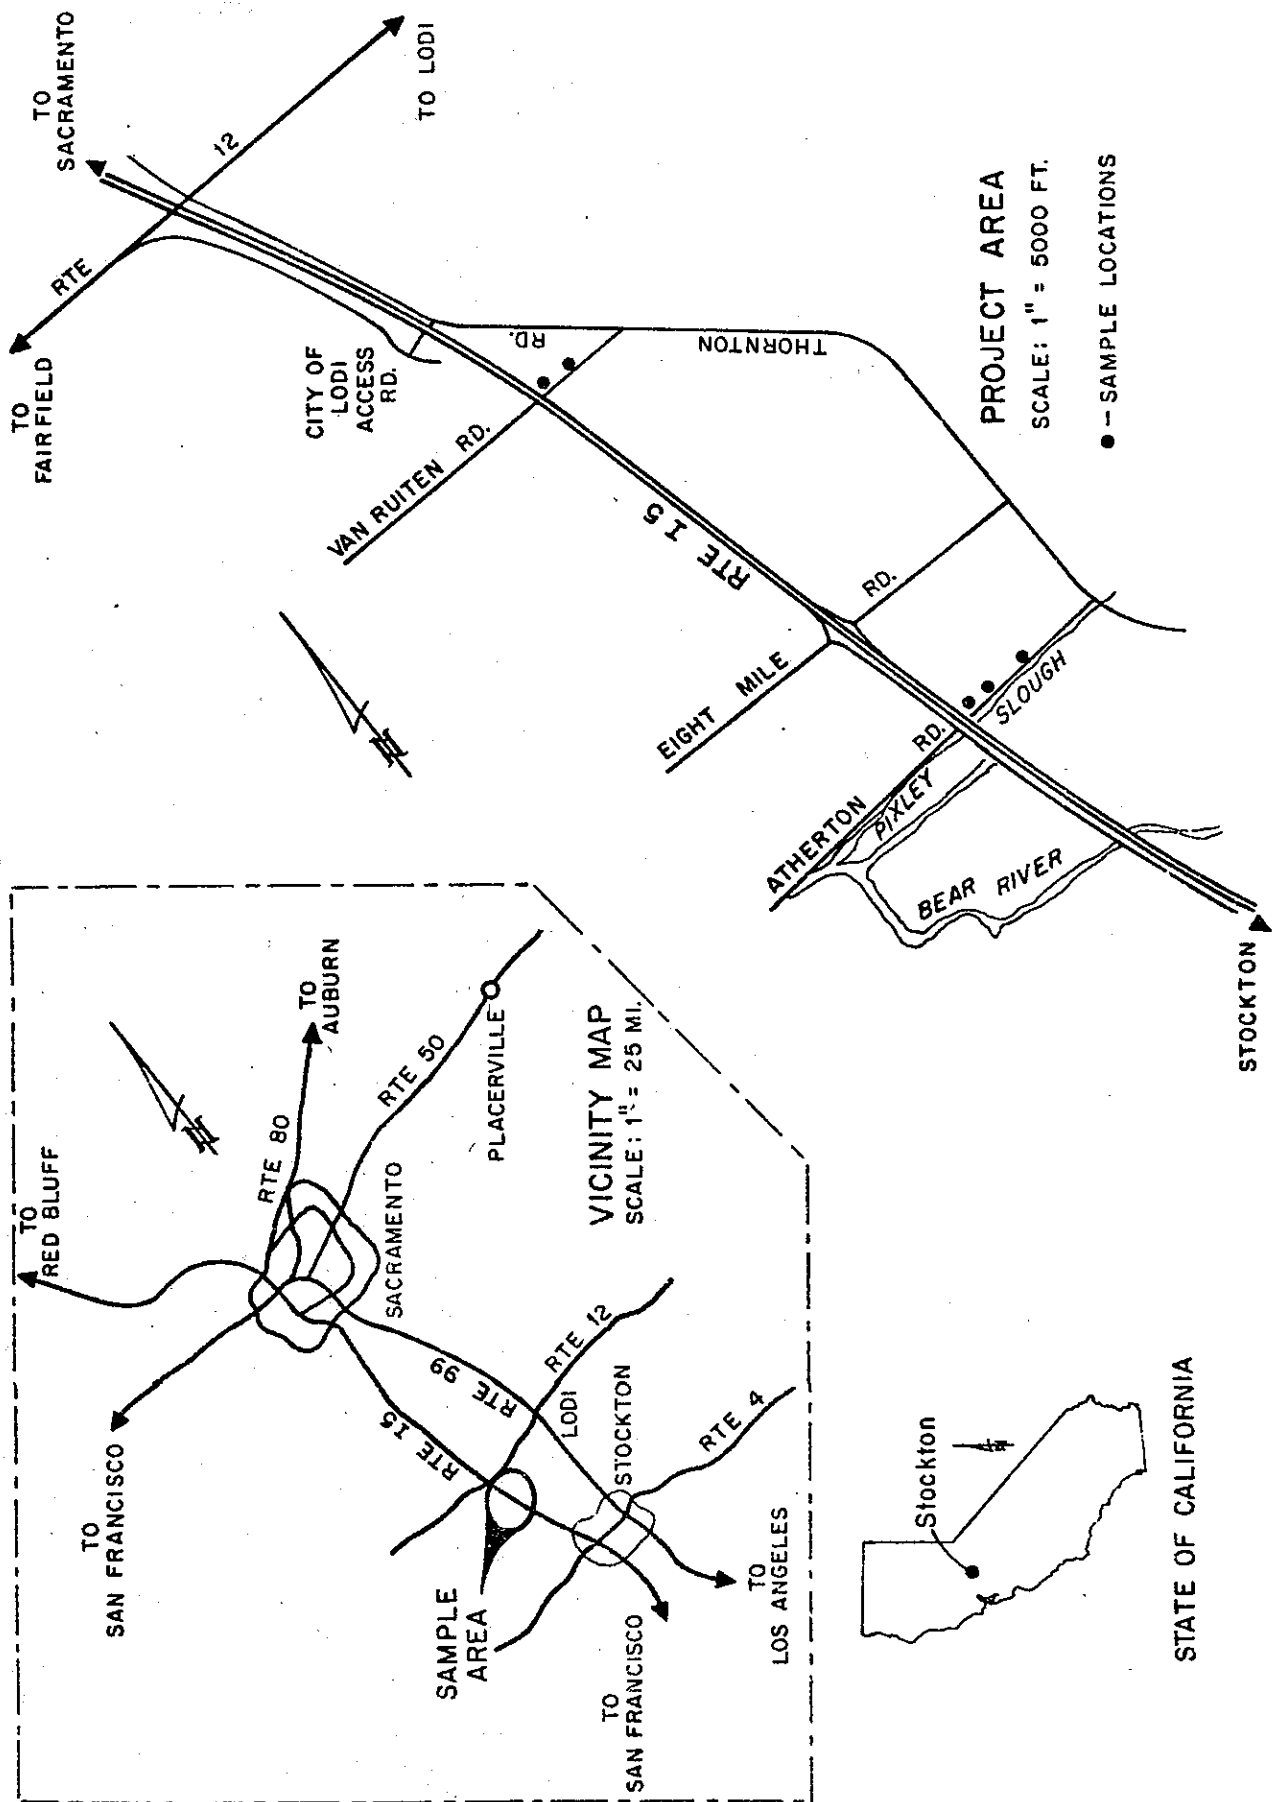 TO
RED BLUFF
TO
SAN FRANCISCO
RTE 80
TO
AUBURN
SACRAMENTO
RTE 50
PLACERVILLE
RTE 99
RTE I5
RTE 12
LODI
STOCKTON
RTE 4
SAMPLE
AREA
TO
SAN FRANCISCO
TO
LOS ANGELES
N
VICINITY MAP
SCALE: 1" = 25 MI.
Stockton
STATE OF CALIFORNIA
TO
FAIRFIELD
RTE
12
TO
SACRAMENTO
TO LODI
CITY OF
LODI
ACCESS
RD.
VAN RUITEN RD.
THORNTON
RD.
RTE I5
N
EIGHT MILE
RD.
ATHERTON
RD.
PIXLEY
SLOUGH
BEAR RIVER
STOCKTON
PROJECT AREA
SCALE: 1" = 5000 FT.
● - SAMPLE LOCATIONS